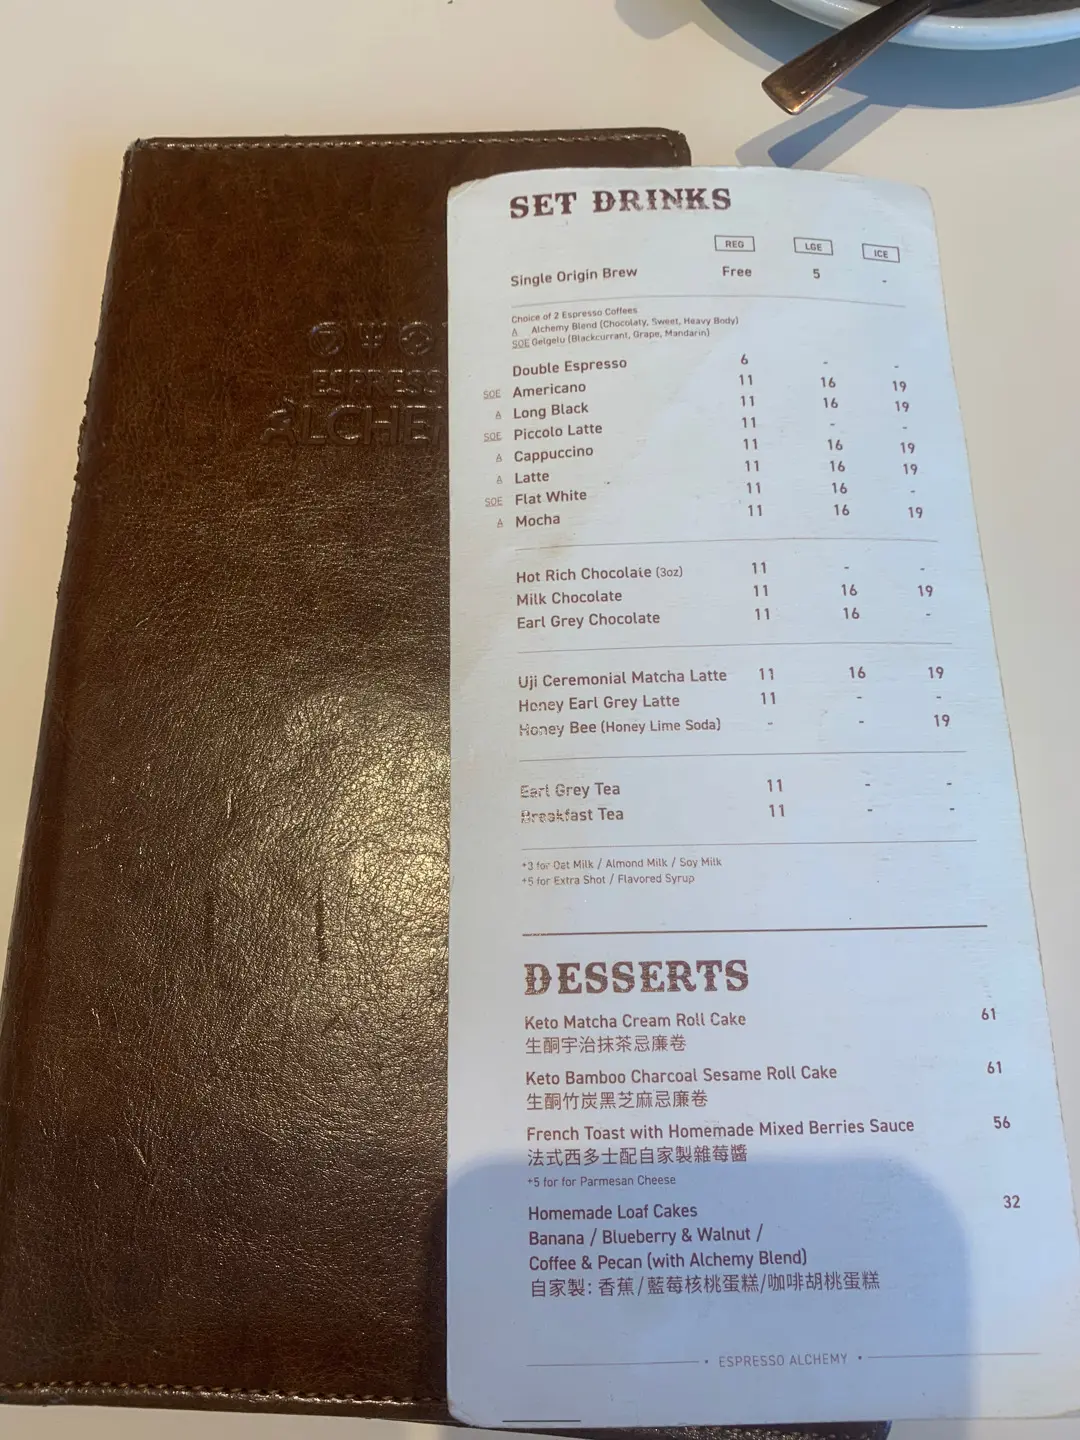 ESPRESS
ALCHE
SET DRINKS
REG LGE ICE
Single Origin Brew Free 5 -
Choice of 2 Espresso Coffees
A Alchemy Blend (Chocolaty, Sweet, Heavy Body)
SOE Gelgelu (Blackcurrant, Grape, Mandarin)
Double Espresso 6 - -
SOE Americano 11 16 19
A Long Black 11 16 19
SOE Piccolo Latte 11 - -
A Cappuccino 11 16 19
A Latte 11 16 19
SOE Flat White 11 16 -
A Mocha 11 16 19
Hot Rich Chocolate (3oz) 11 - -
Milk Chocolate 11 16 19
Earl Grey Chocolate 11 16 -
Uji Ceremonial Matcha Latte 11 16 19
Honey Earl Grey Latte 11 - -
Honey Bee (Honey Lime Soda) - - 19
Earl Grey Tea 11 - -
Breakfast Tea 11 - -
+3 for Oat Milk / Almond Milk / Soy Milk
+5 for Extra Shot / Flavored Syrup
DESSERTS
Keto Matcha Cream Roll Cake 61
生酮宇治抹茶忌廉卷
Keto Bamboo Charcoal Sesame Roll Cake 61
生酮竹炭黑芝麻忌廉卷
French Toast with Homemade Mixed Berries Sauce 56
法式西多士配自家製雜莓醬
+5 for for Parmesan Cheese
Homemade Loaf Cakes 32
Banana / Blueberry & Walnut /
Coffee & Pecan (with Alchemy Blend)
自家製: 香蕉/藍莓核桃蛋糕/咖啡胡桃蛋糕
• ESPRESSO ALCHEMY •